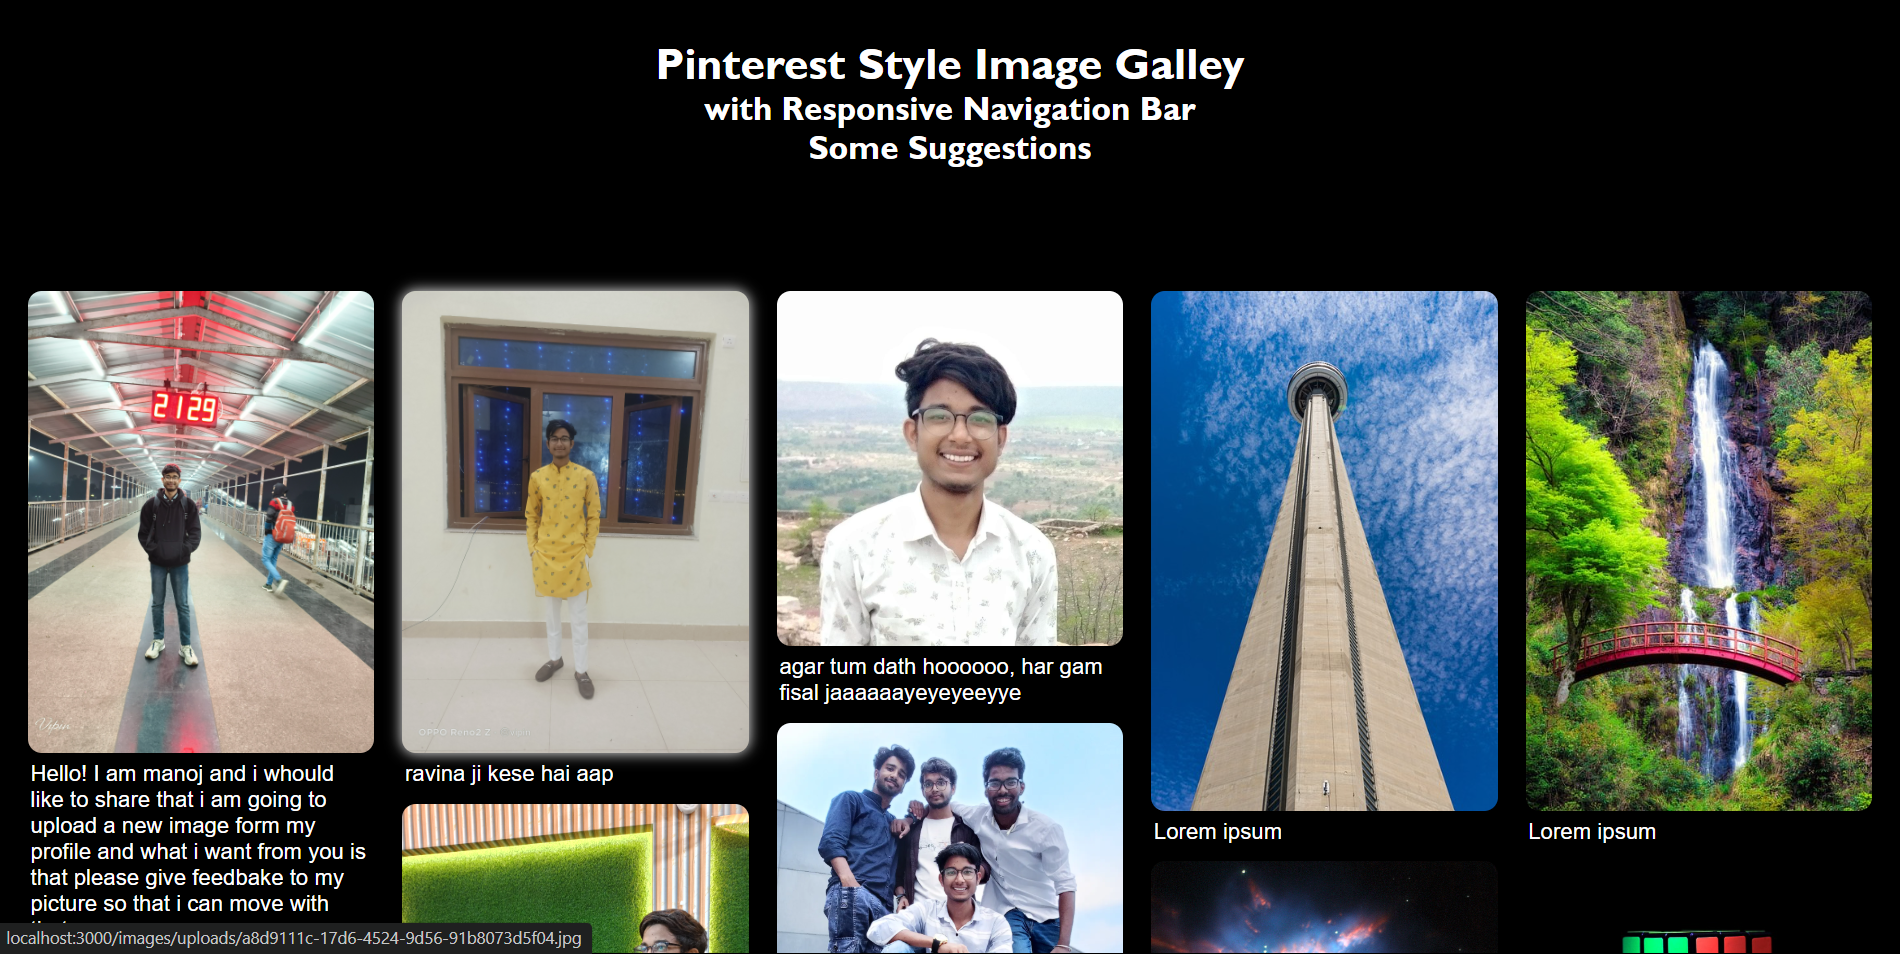 Pinterest Style Image Galley
with Responsive Navigation Bar
Some Suggestions
2129
Vipin
Hello! I am manoj and i whould
like to share that i am going to
upload a new image form my
profile and what i want from you is
that please give feedbake to my
picture so that i can move with
OPPO Reno2 Z
ravina ji kese hai aap
agar tum dath hoooooo, har gam
fisal jaaaaaayeyeyeeyye
Lorem ipsum
Lorem ipsum
localhost:3000/images/uploads/a8d9111c-17d6-4524-9d56-91b8073d5f04.jpg